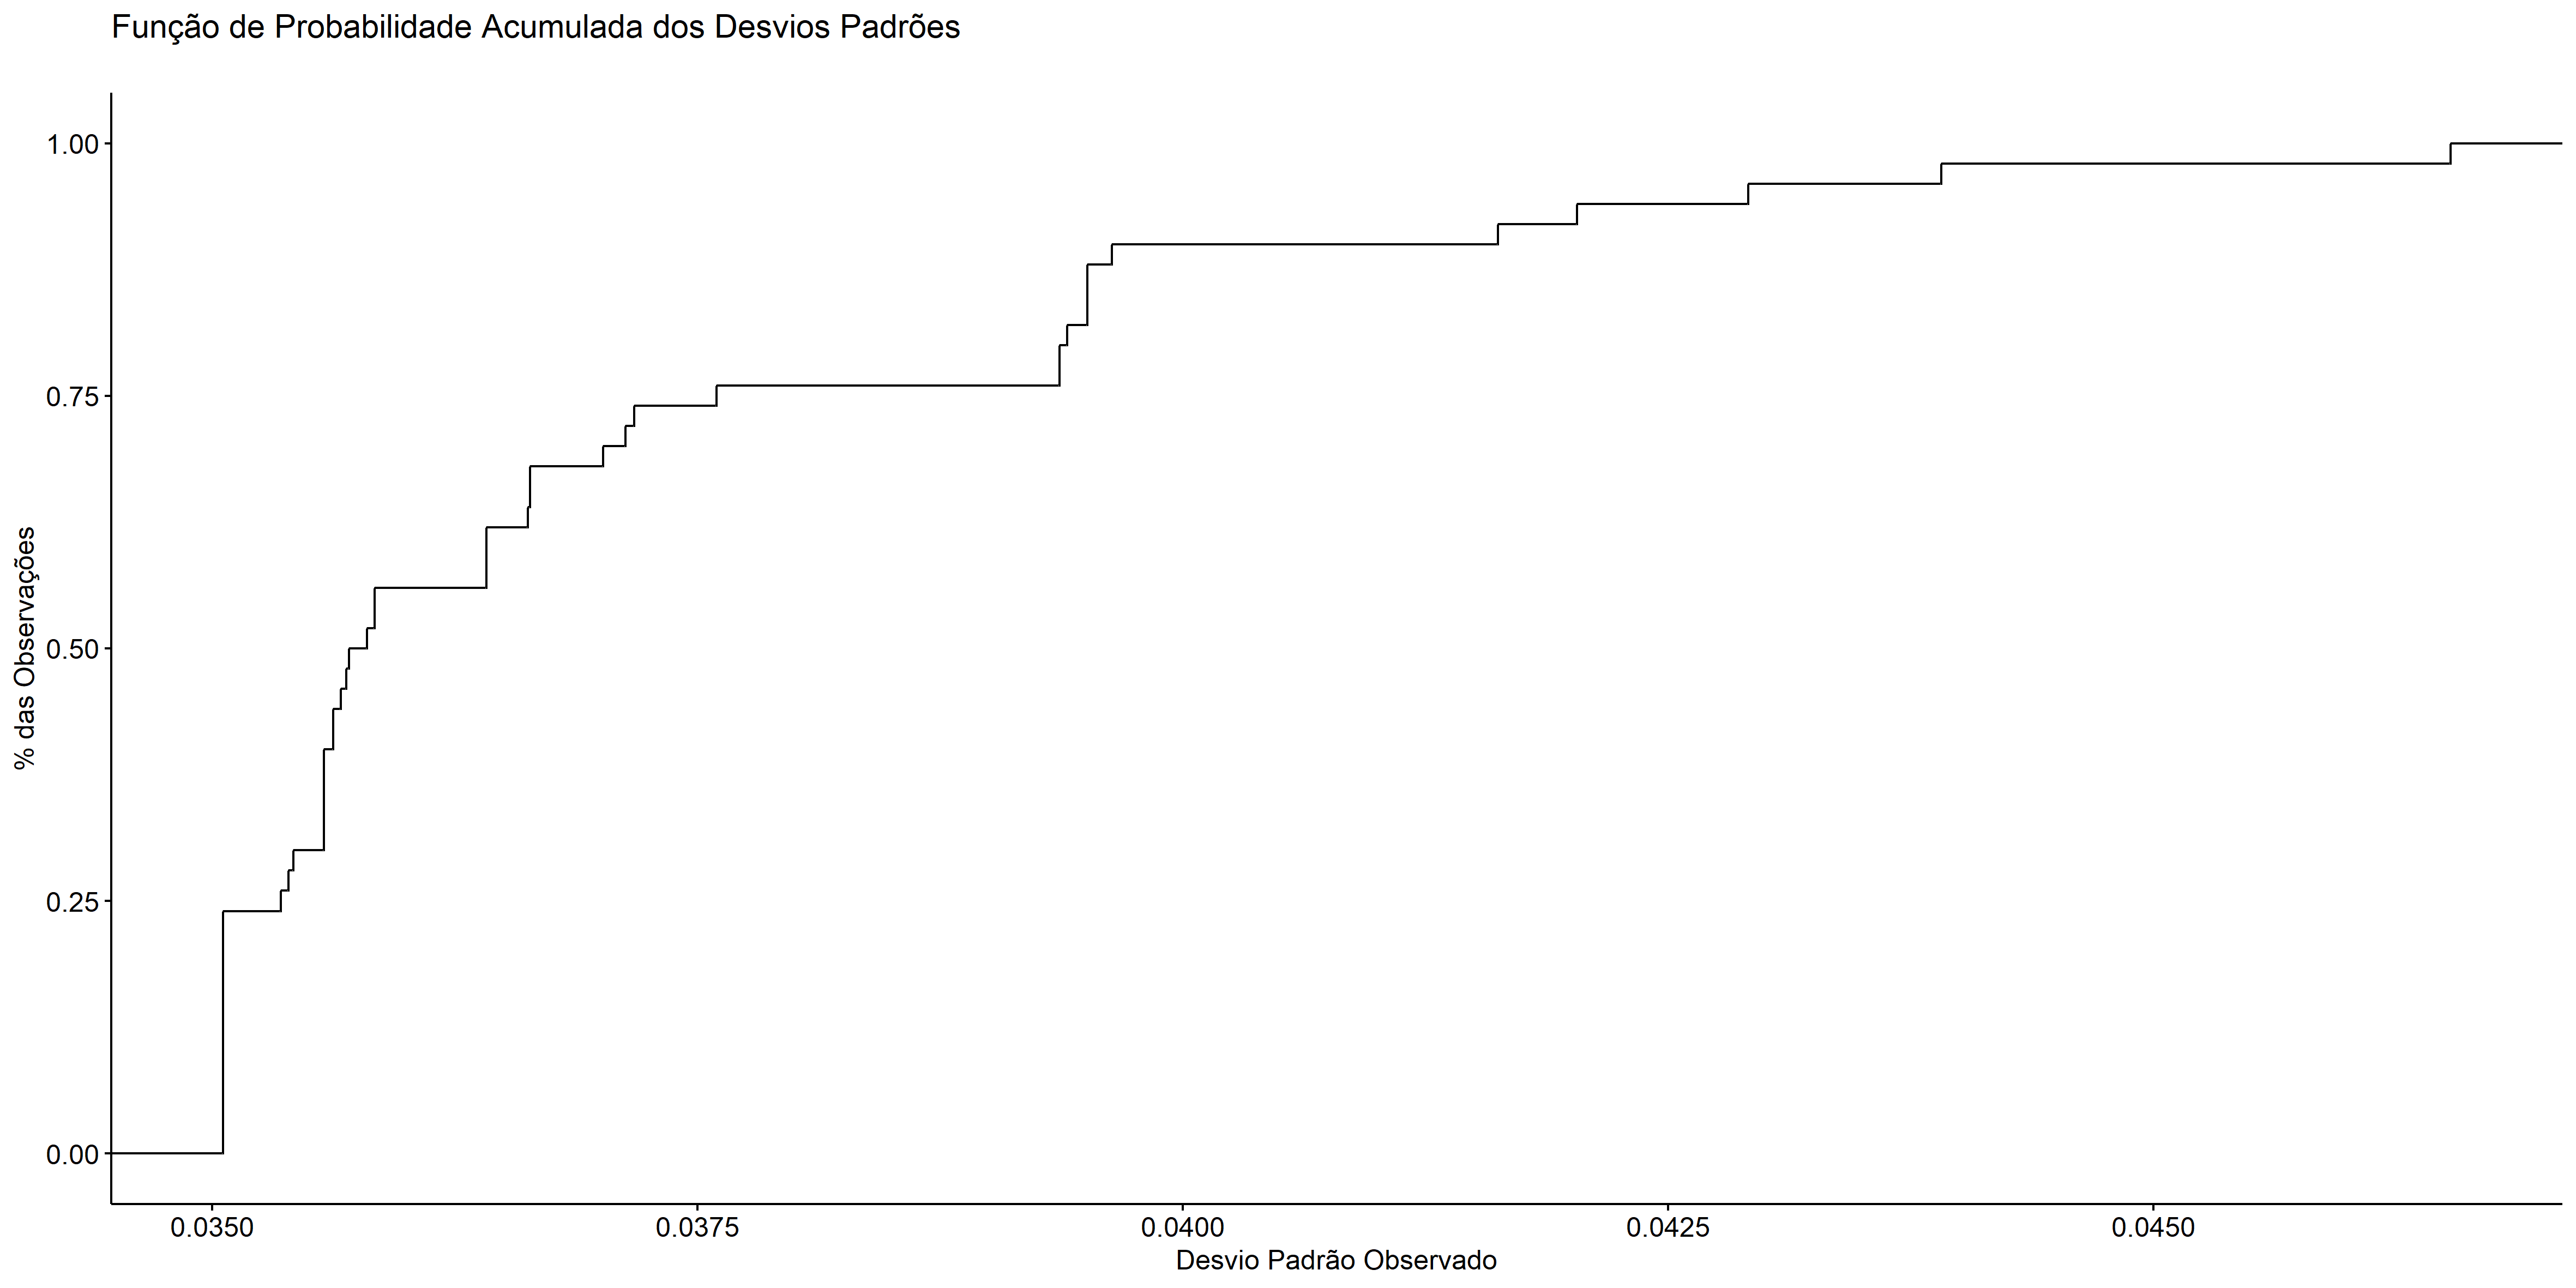 Função de Probabilidade Acumulada dos Desvios Padrões
1.00
0.75
0.50
0.25
0.00
% das Observações
0.0350 0.0375 0.0400 0.0425 0.0450
Desvio Padrão Observado